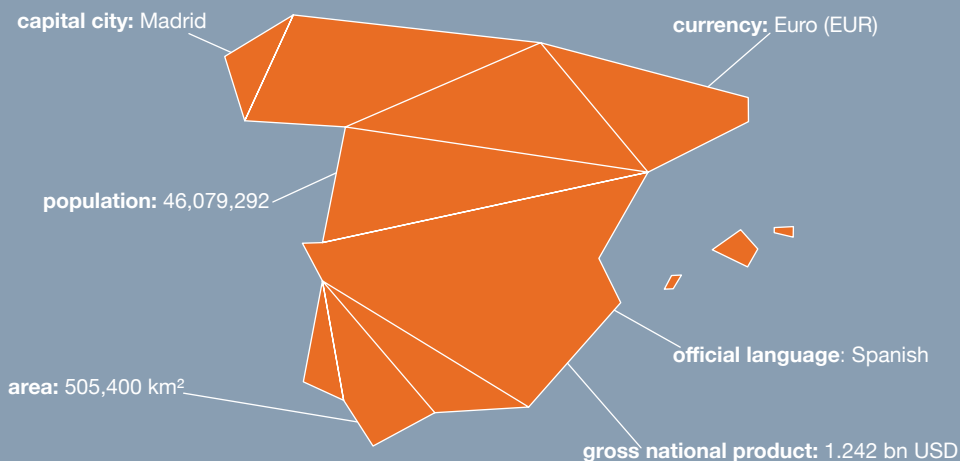 capital city: Madrid
currency: Euro (EUR)
population: 46,079,292
official language: Spanish
area: 505,400 km²
gross national product: 1.242 bn USD